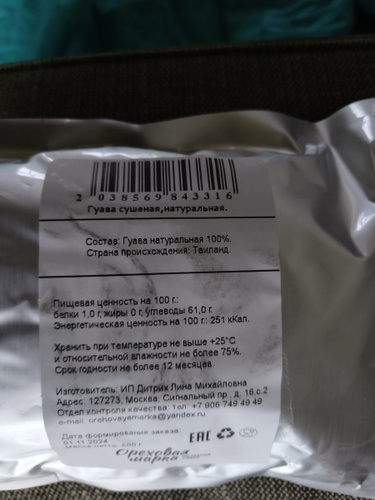 2 038569 843316
Гуава сушеная,натуральная.
Состав: Гуава натуральная 100%.
Страна происхождения: Таиланд.
Пищевая ценность на 100 г.:
белки 1,0 г, жиры 0 г, углеводы 61,0 г.
Энергетическая ценность на 100 г.: 251 кКал.
Хранить при температуре не выше +25°С
и относительной влажности не более 75%.
Срок годности не более 12 месяцев.
Изготовитель: ИП Дитрих Лина Михайловна
Адрес: 127273, Москва, Сигнальный пр, д. 16,с.2
Отдел контроля качества: тел. +7 906 749 49 49
e-mail: orehovayamarka@yandex.ru
Дата формирования заказа:
01.11.2024
Масса нетто: 500 г.
ЕАС
Ореховая
марка